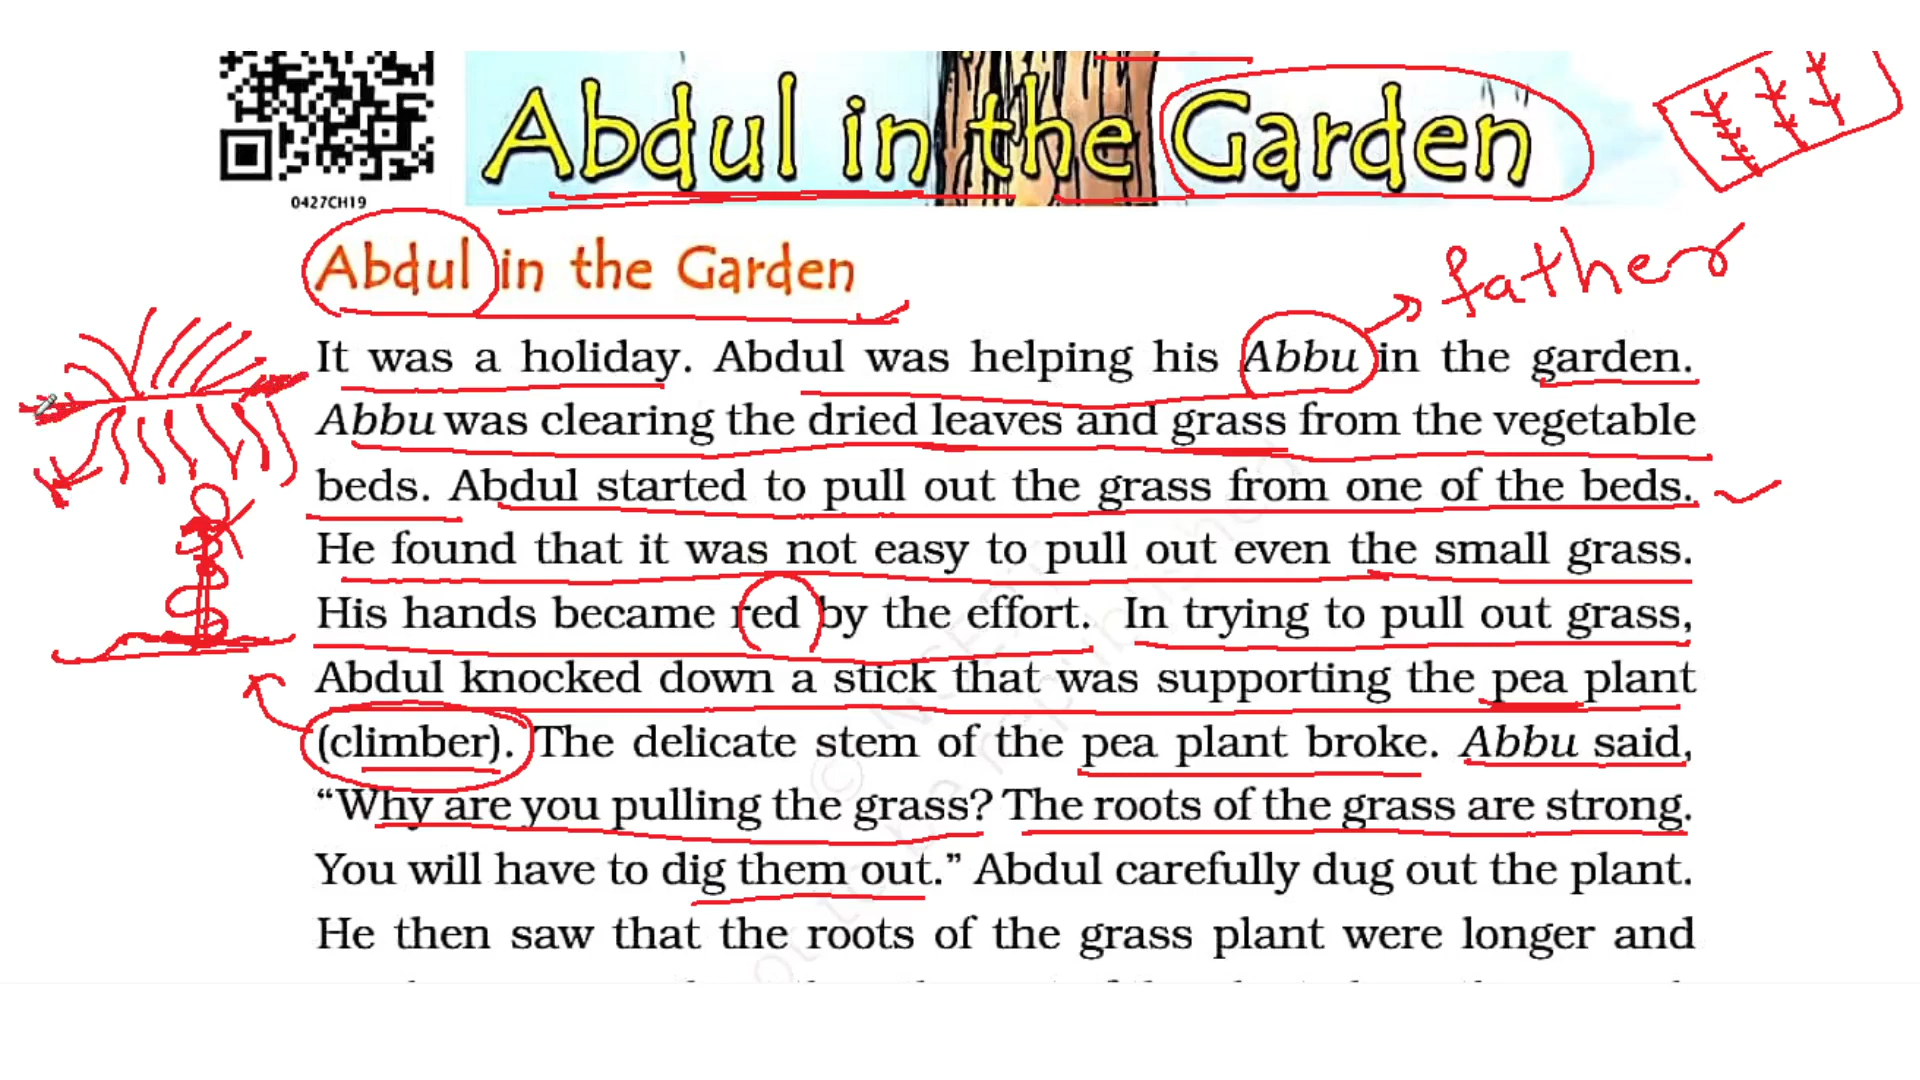 Abdul in the Garden
0427CH19
Abdul in the Garden
father
It was a holiday. Abdul was helping his Abbu in the garden.
Abbu was clearing the dried leaves and grass from the vegetable
beds. Abdul started to pull out the grass from one of the beds.
He found that it was not easy to pull out even the small grass.
His hands became red by the effort. In trying to pull out grass,
Abdul knocked down a stick that was supporting the pea plant
(climber). The delicate stem of the pea plant broke. Abbu said,
“Why are you pulling the grass? The roots of the grass are strong.
You will have to dig them out.” Abdul carefully dug out the plant.
He then saw that the roots of the grass plant were longer and